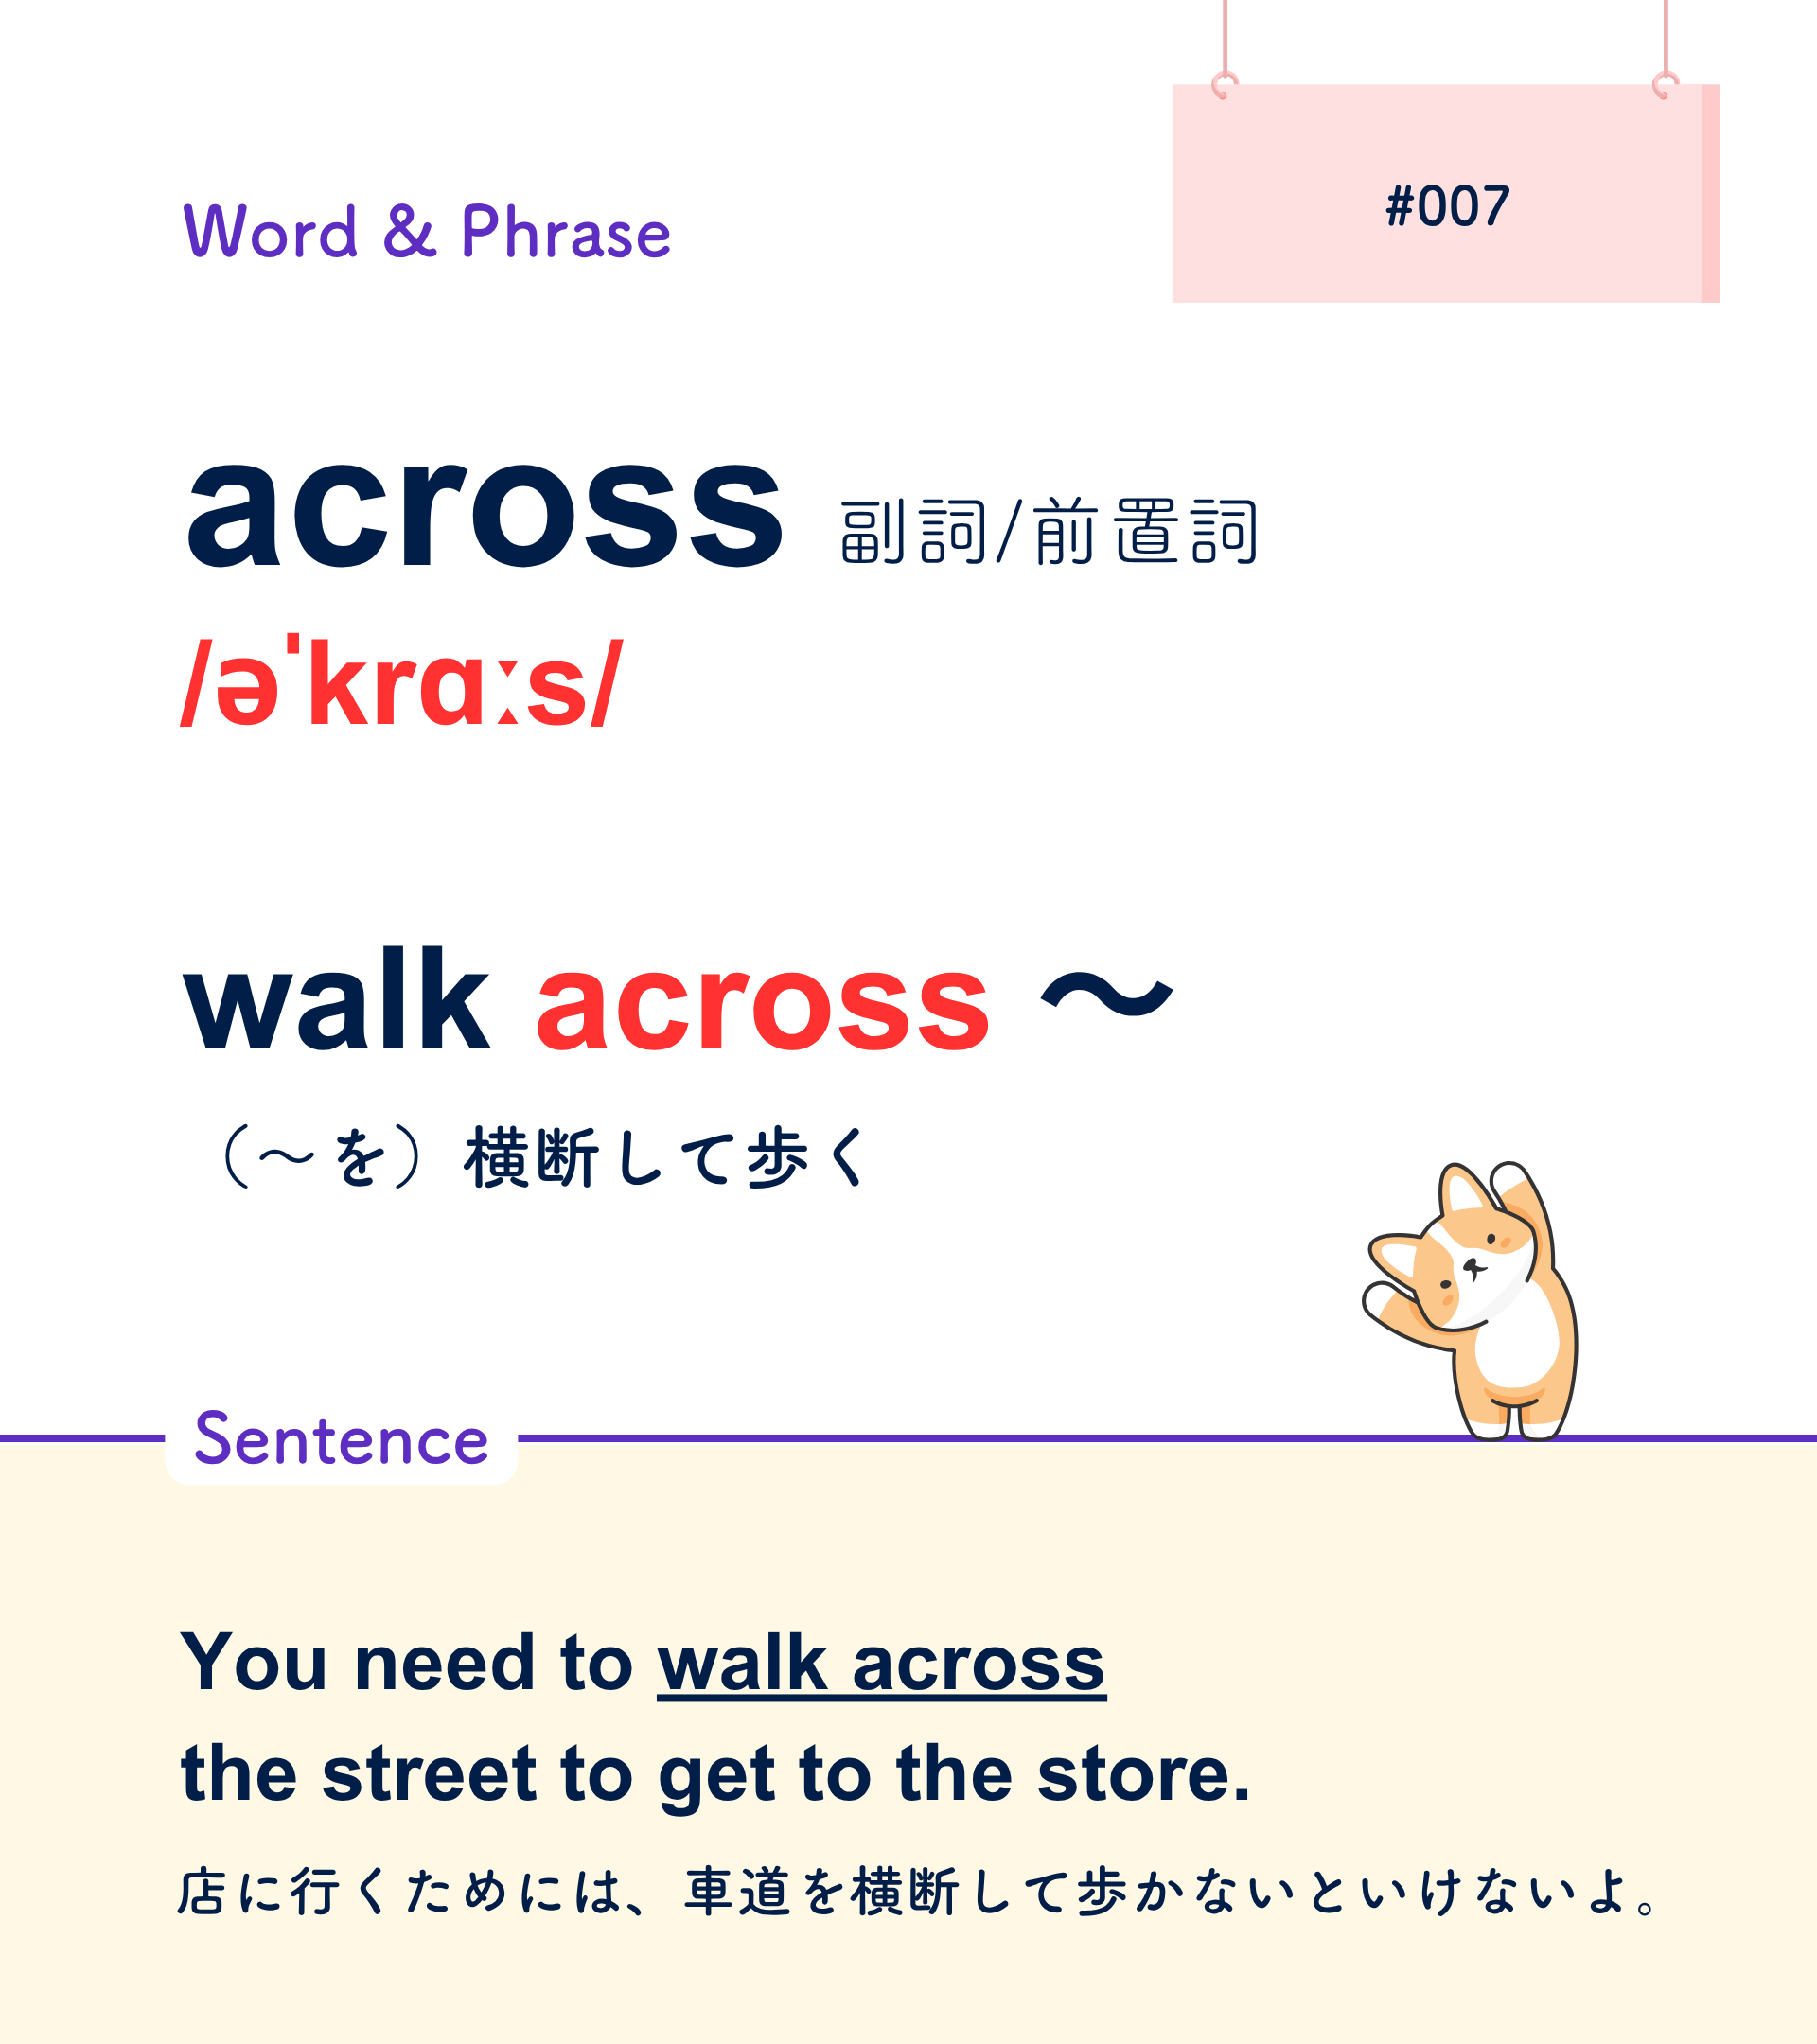 #007
Word & Phrase
across 副詞/前置詞
/əˈkrɑːs/
walk across 〜
（〜を）横断して歩く
Sentence
You need to walk across
the street to get to the store.
店に行くためには、車道を横断して歩かないといけないよ。